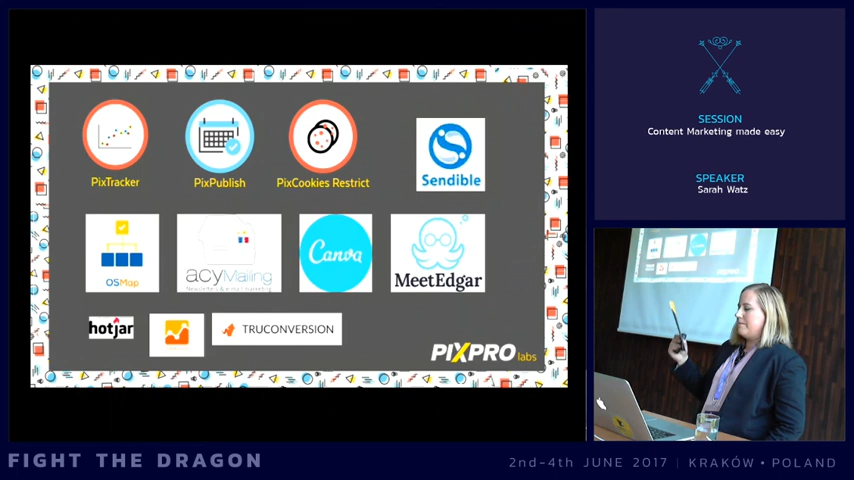 PixTracker
PixPublish
PixCookies Restrict
Sendible
OSMap
acyMailing
Canva
MeetEdgar
hotjar
TRUCONVERSION
PIXPRO labs
SESSION
Content Marketing made easy
SPEAKER
Sarah Watz
PIXPRO
FIGHT THE DRAGON
2nd-4th JUNE 2017 | KRAKÓW • POLAND